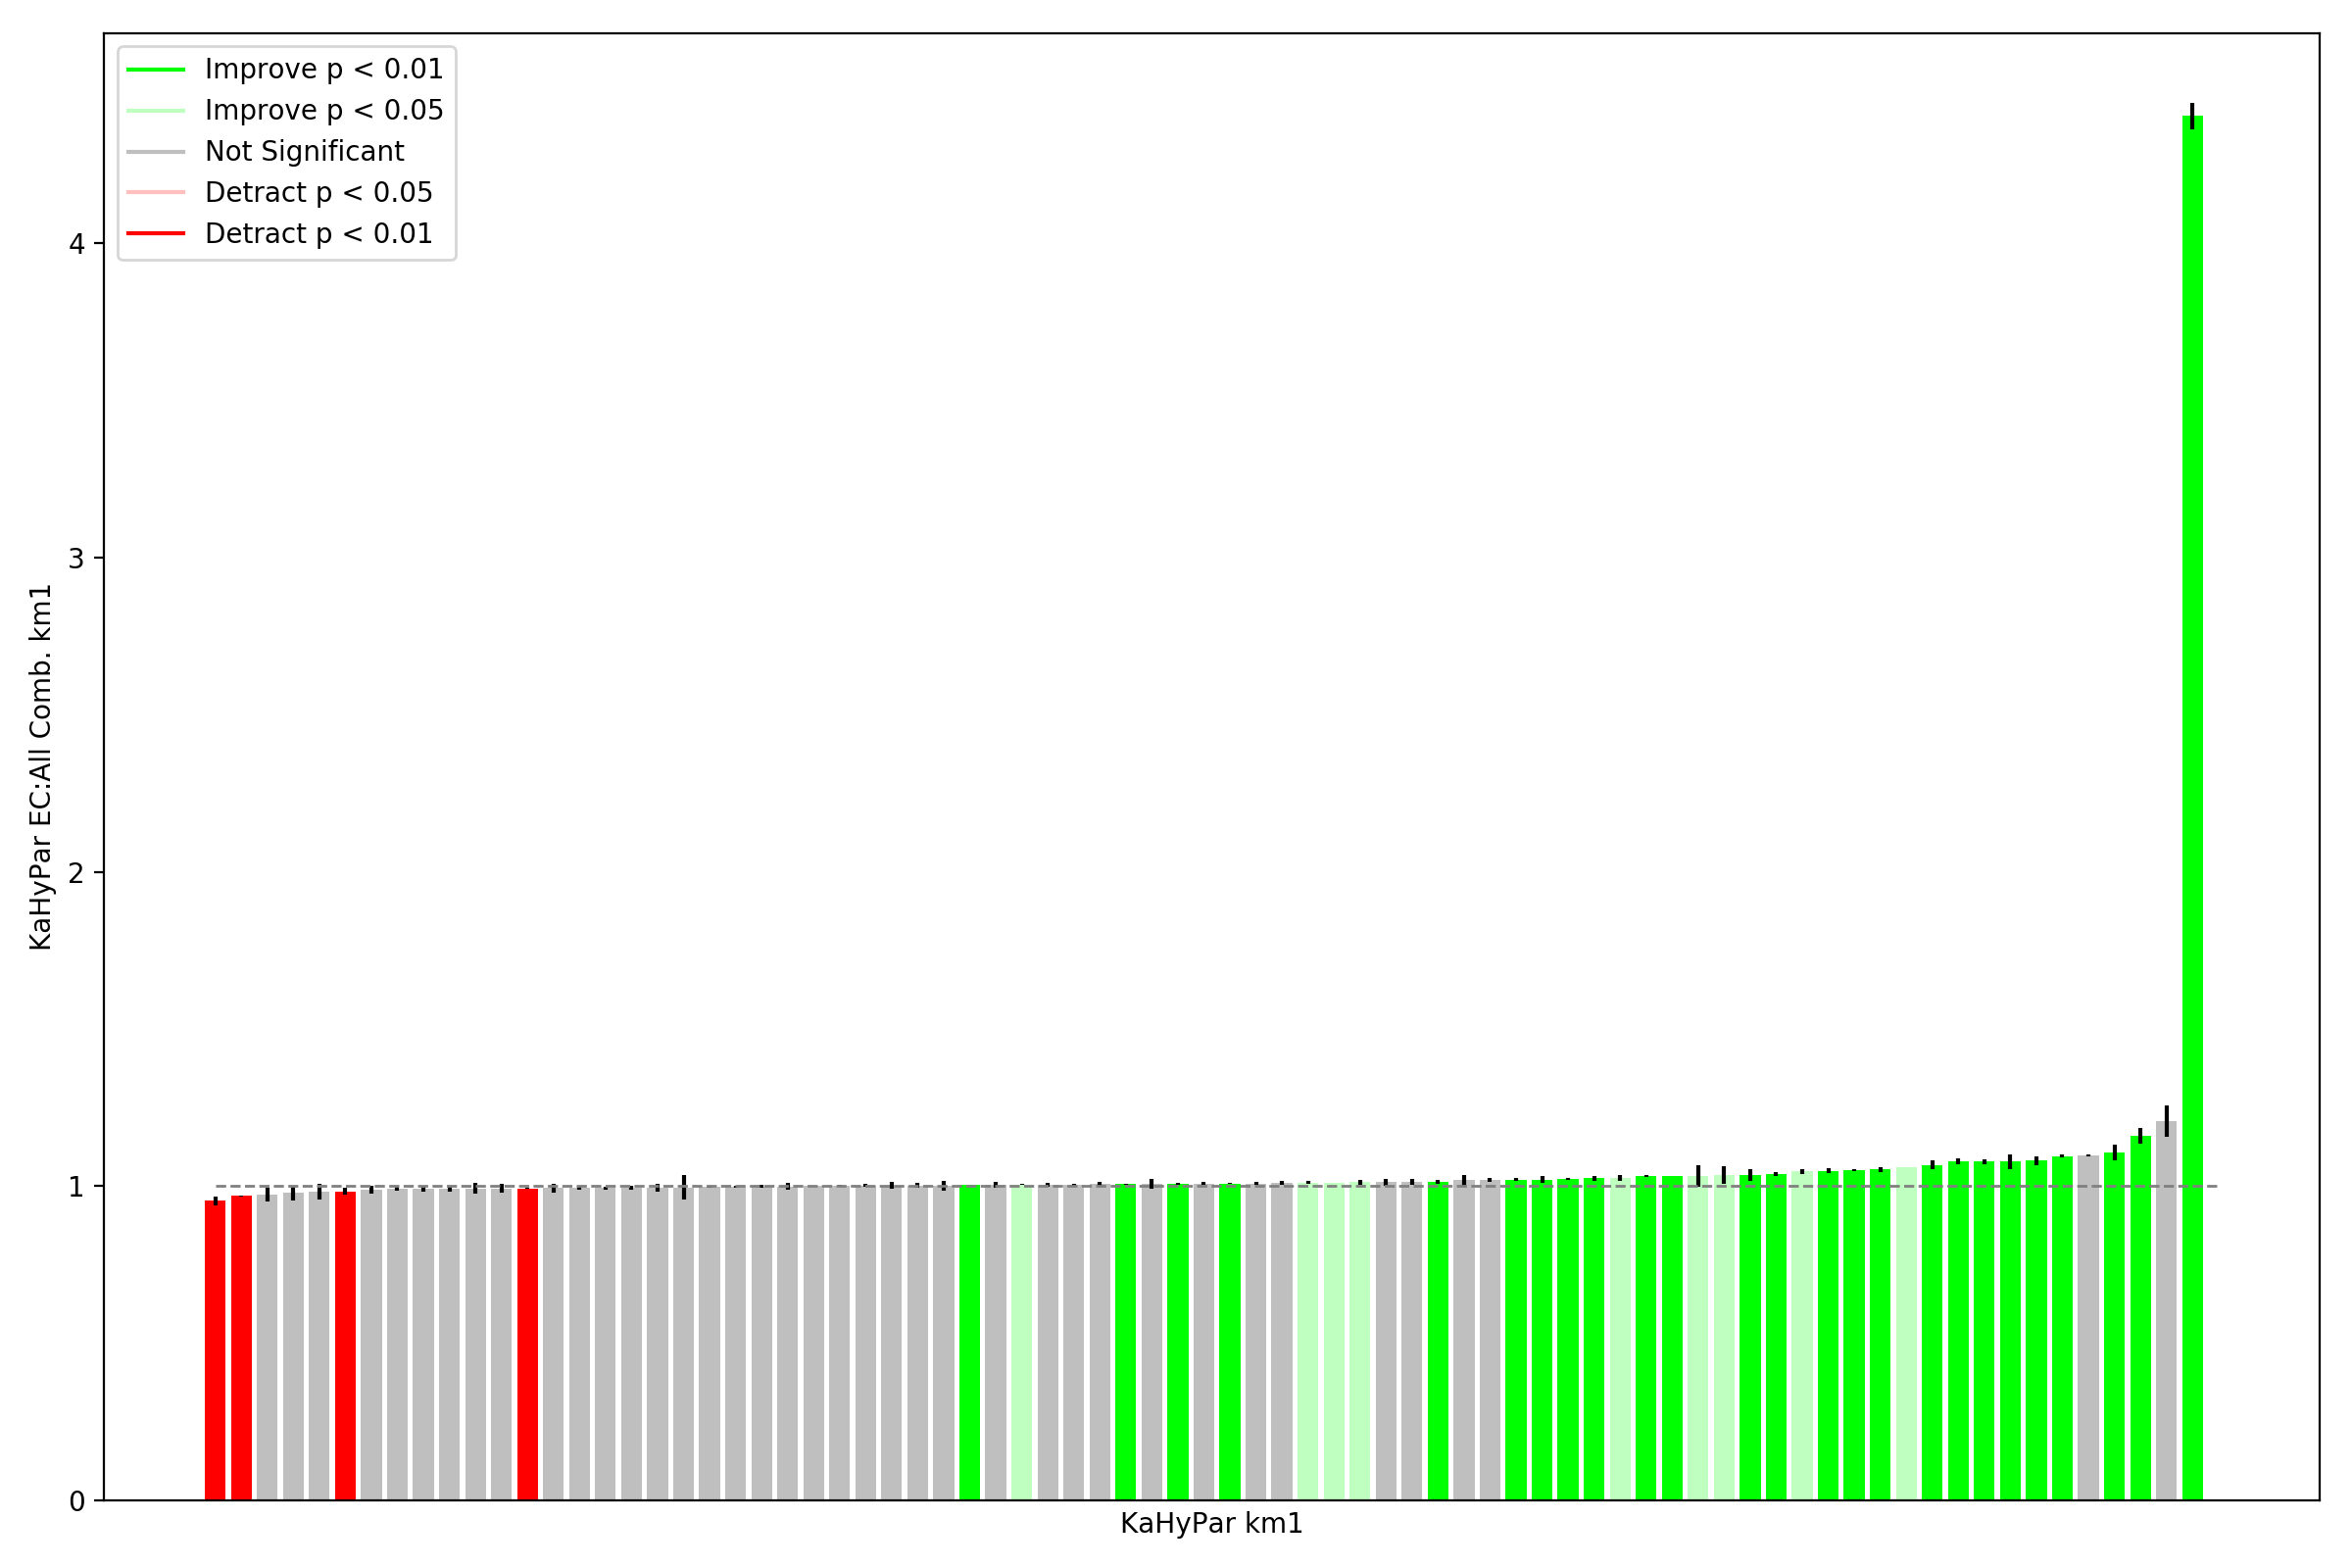 Improve p < 0.01
Improve p < 0.05
Not Significant
Detract p < 0.05
Detract p < 0.01
4
3
2
1
0
KaHyPar EC:All Comb. km1
KaHyPar km1